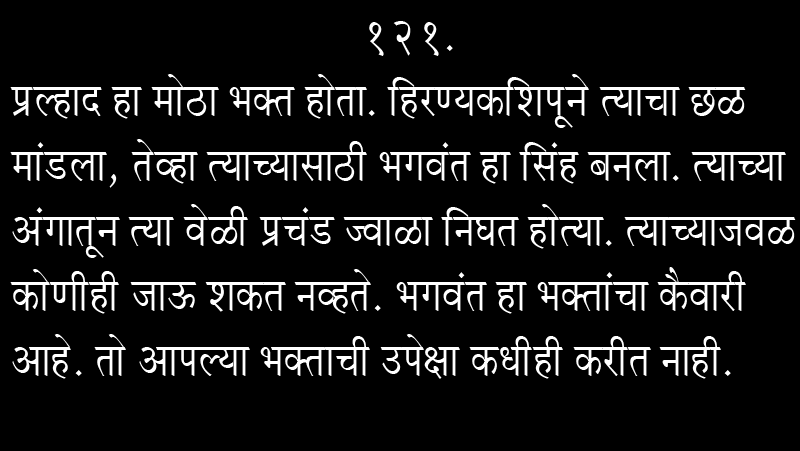 १२१.
प्रल्हाद हा मोठा भक्त होता. हिरण्यकशिपूने त्याचा छळ
मांडला, तेव्हा त्याच्यासाठी भगवंत हा सिंह बनला. त्याच्या
अंगातून त्या वेळी प्रचंड ज्वाळा निघत होत्या. त्याच्याजवळ
कोणीही जाऊ शकत नव्हते. भगवंत हा भक्तांचा कैवारी
आहे. तो आपल्या भक्ताची उपेक्षा कधीही करीत नाही.